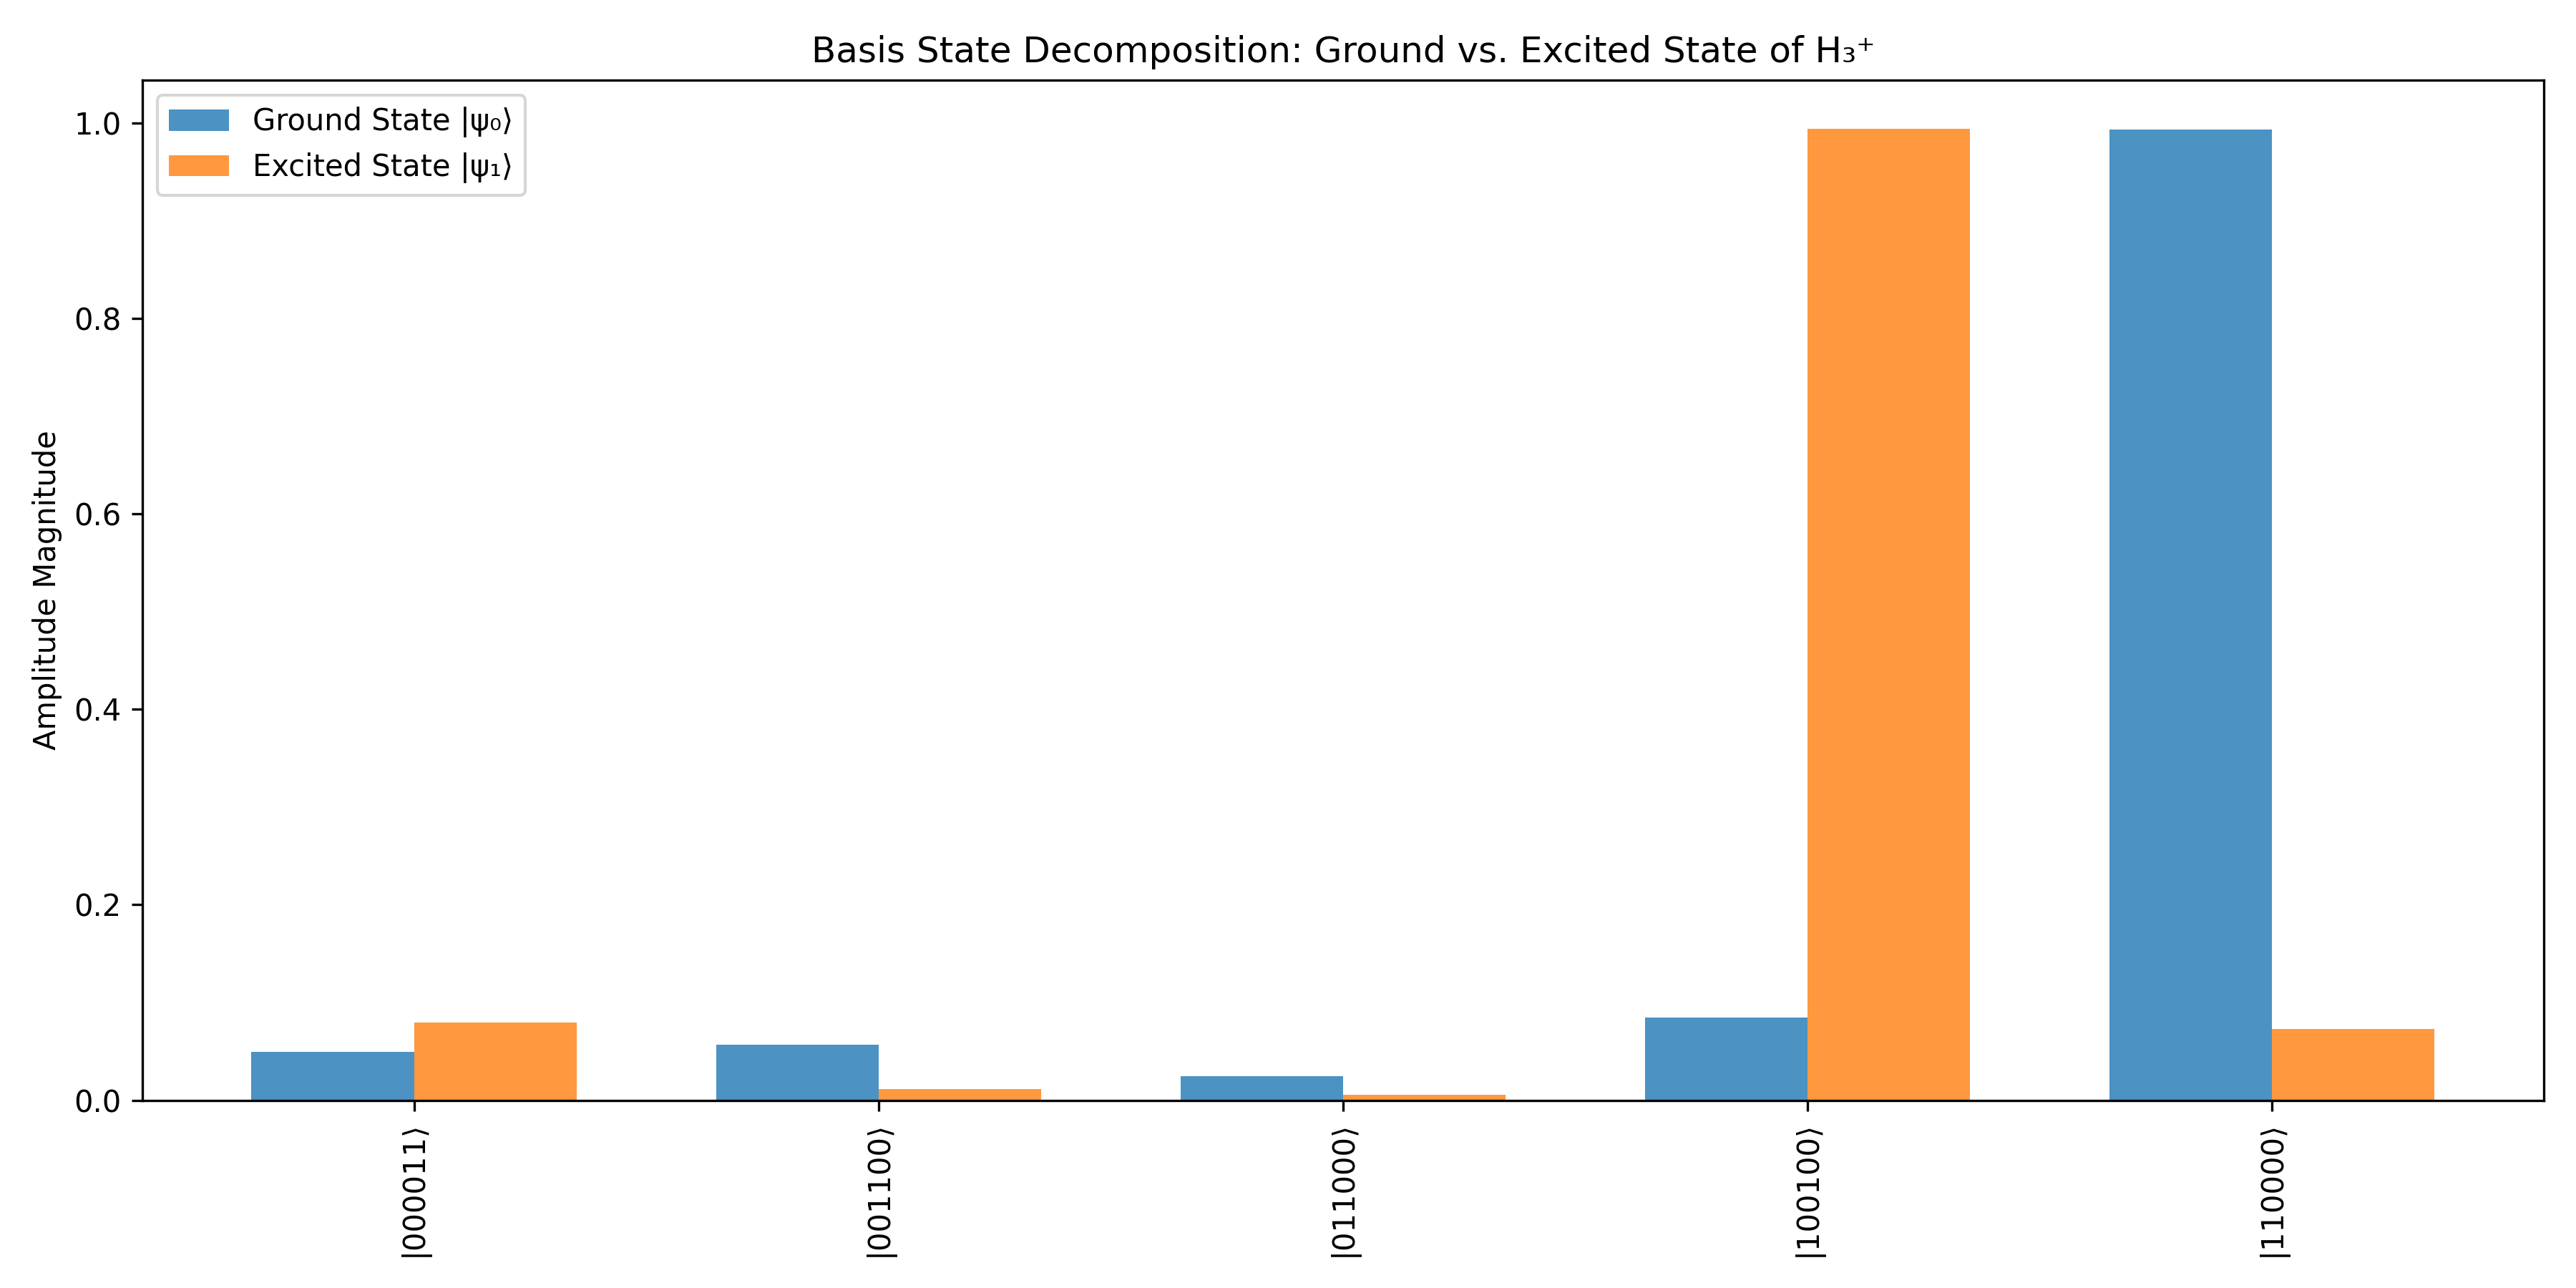 Basis State Decomposition: Ground vs. Excited State of H₃⁺
Ground State |ψ₀⟩
Excited State |ψ₁⟩
Amplitude Magnitude
1.0
0.8
0.6
0.4
0.2
0.0
|000011⟩
|001100⟩
|011000⟩
|100100⟩
|110000⟩